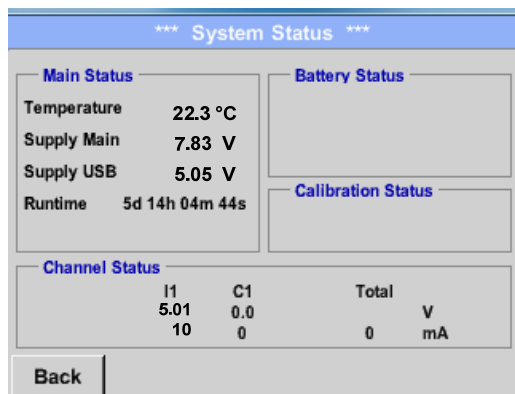 *** System Status ***
Main Status
Temperature 22.3 °C
Supply Main 7.83 V
Supply USB 5.05 V
Runtime 5d 14h 04m 44s
Battery Status
Calibration Status
Channel Status
I1 C1 Total
5.01 0.0 V
10 0 0 mA
Back